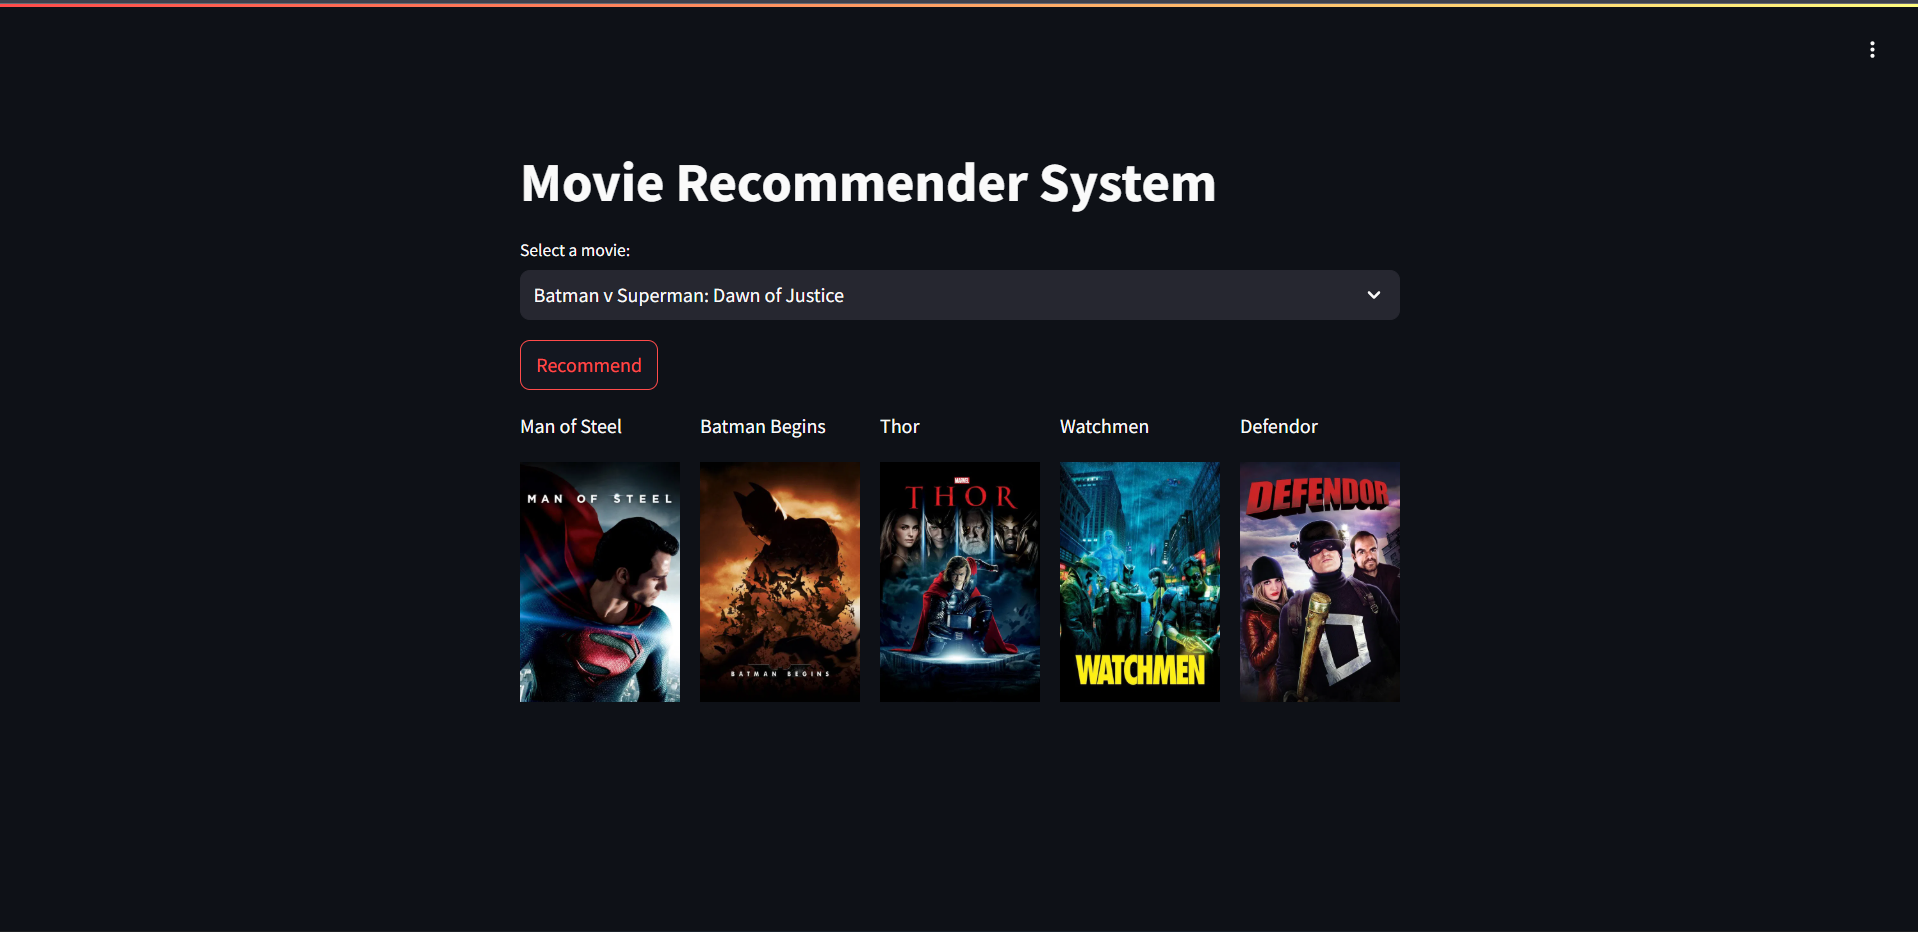 Movie Recommender System
Select a movie:
Batman v Superman: Dawn of Justice
Recommend
Man of Steel
Batman Begins
Thor
Watchmen
Defendor
MAN OF STEEL
BATMAN BEGINS
MARVEL
THOR
WATCHMEN
DEFENDOR